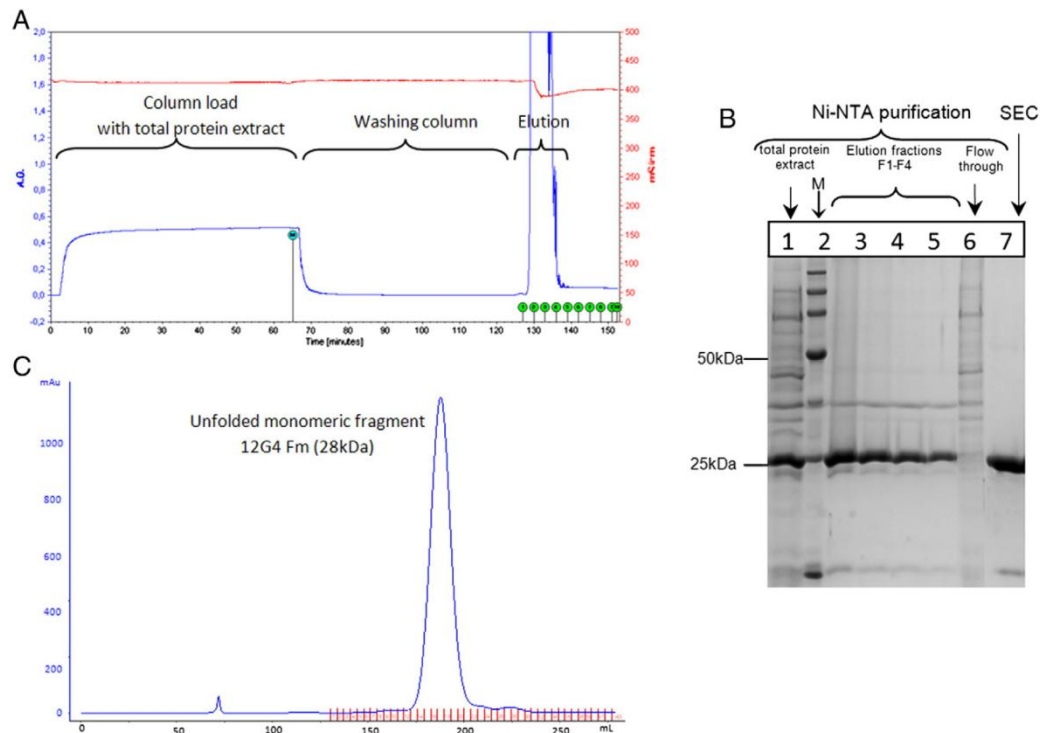 A
2,0
1,8
1,6
1,4
1,2
1,0
0,8
0,6
0,4
0,2
0,0
-0,2
Column load
with total protein extract
Washing column
Elution
500
450
400
350
300
250
200
150
100
50
0
0 10 20 30 40 50 60 70 80 90 100 110 120 130 140 150
Time [minutes]
B
Ni-NTA purification
SEC
total protein
extract
M
Elution fractions
F1-F4
Flow
through
1 2 3 4 5 6 7
50kDa
25kDa
C
mAu
1000
800
600
400
200
0
Unfolded monomeric fragment
12G4 Fm (28kDa)
0 50 100 150 200 250
mL